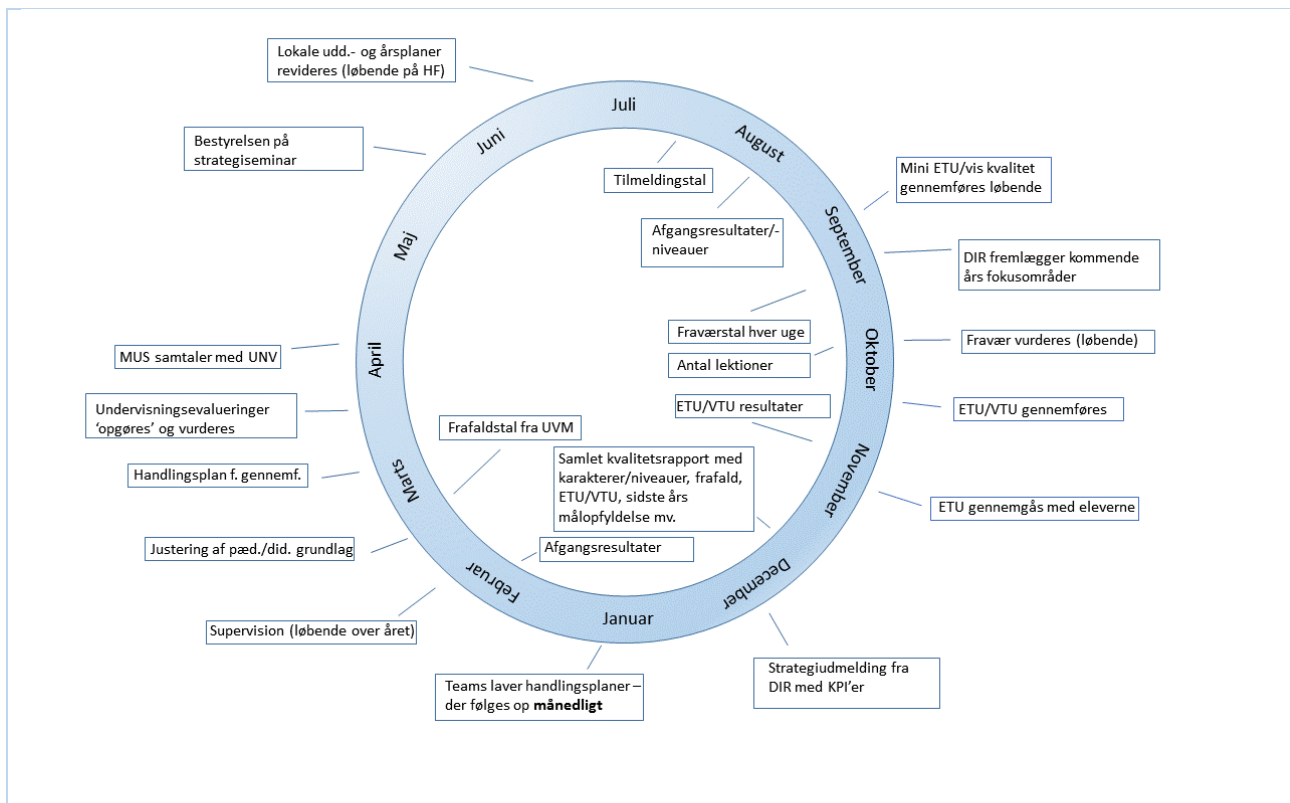 Lokale udd.- og årsplaner
revideres (løbende på HF)
Juli
Juni
August
Bestyrelsen på
strategiseminar
Tilmeldingstal
Mini ETU/vis kvalitet
gennemføres løbende
Afgangsresultater/-
niveauer
September
Maj
DIR fremlægger kommende
års fokusområder
Fraværstal hver uge
Oktober
Fravær vurderes (løbende)
MUS samtaler med UNV
April
Antal lektioner
Undervisningsevalueringer
‘opgøres’ og vurderes
ETU/VTU resultater
ETU/VTU gennemføres
Frafaldstal fra UVM
Handlingsplan f. gennemf.
Marts
Samlet kvalitetsrapport med
karakterer/niveauer, frafald,
ETU/VTU, sidste års
målopfyldelse mv.
November
ETU gennemgås med eleverne
Justering af pæd./did. grundlag
Afgangsresultater
Februar
December
Januar
Supervision (løbende over året)
Teams laver handlingsplaner –
der følges op månedligt
Strategiudmelding fra
DIR med KPI’er